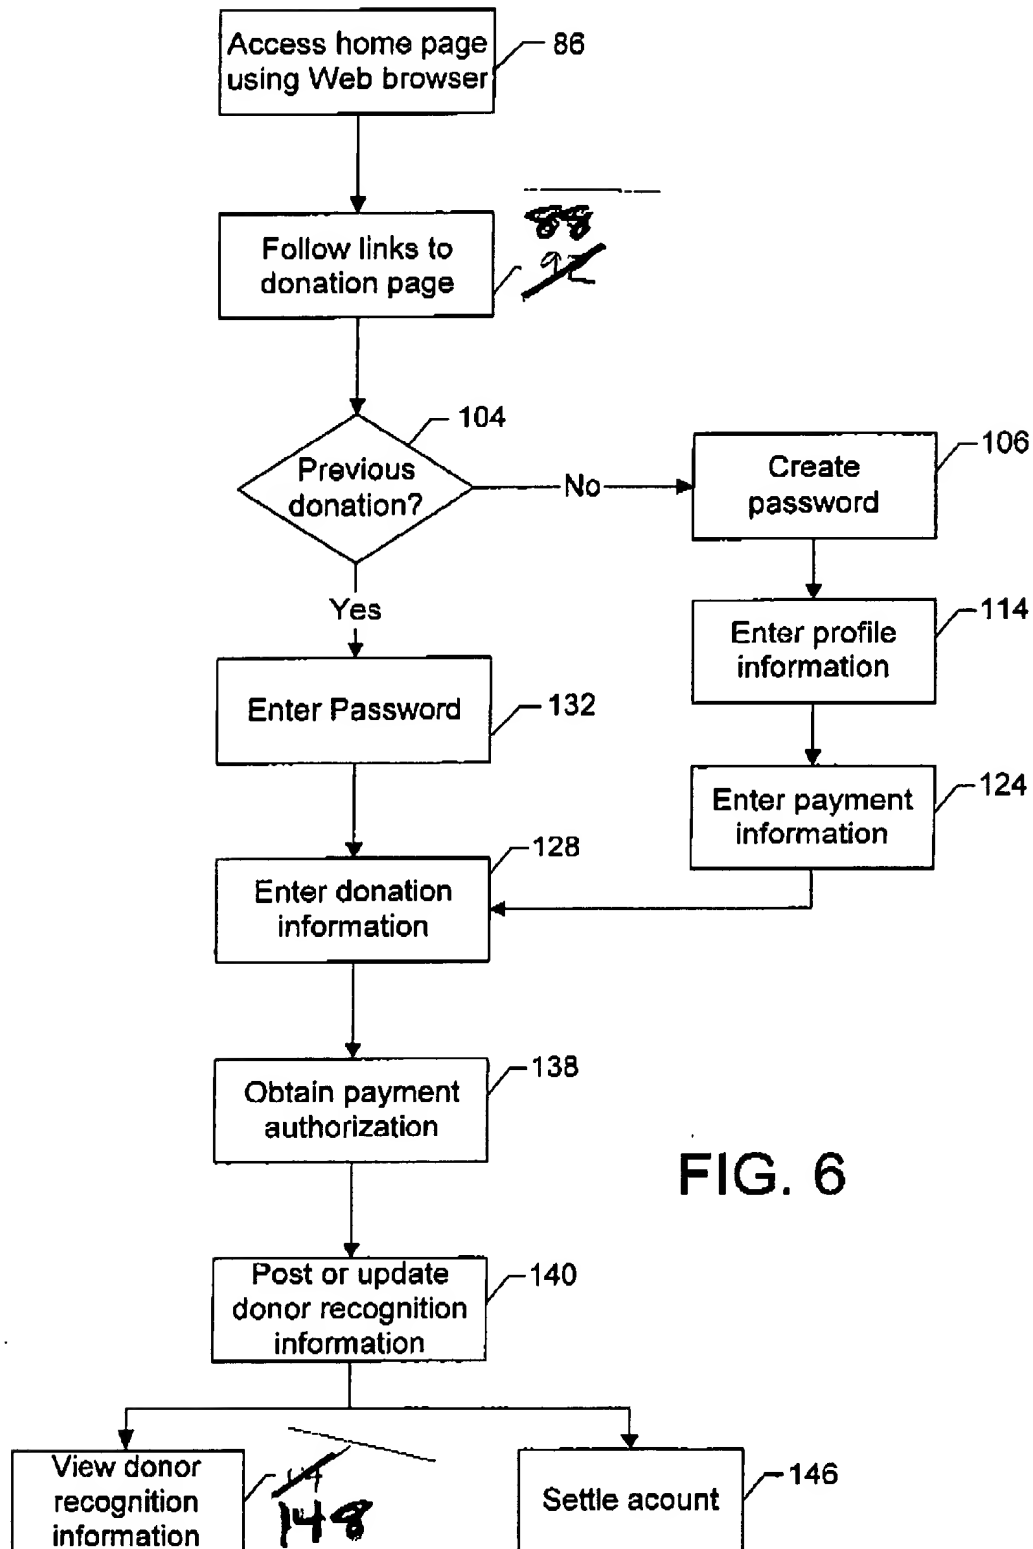 Access home page
using Web browser
86
Follow links to
donation page
88
92
104
Previous
donation?
No
Create
password
106
Yes
Enter profile
information
114
Enter Password
132
Enter payment
information
124
128
Enter donation
information
Obtain payment
authorization
138
FIG. 6
Post or update
donor recognition
information
140
View donor
recognition
information
148
Settle acount
146